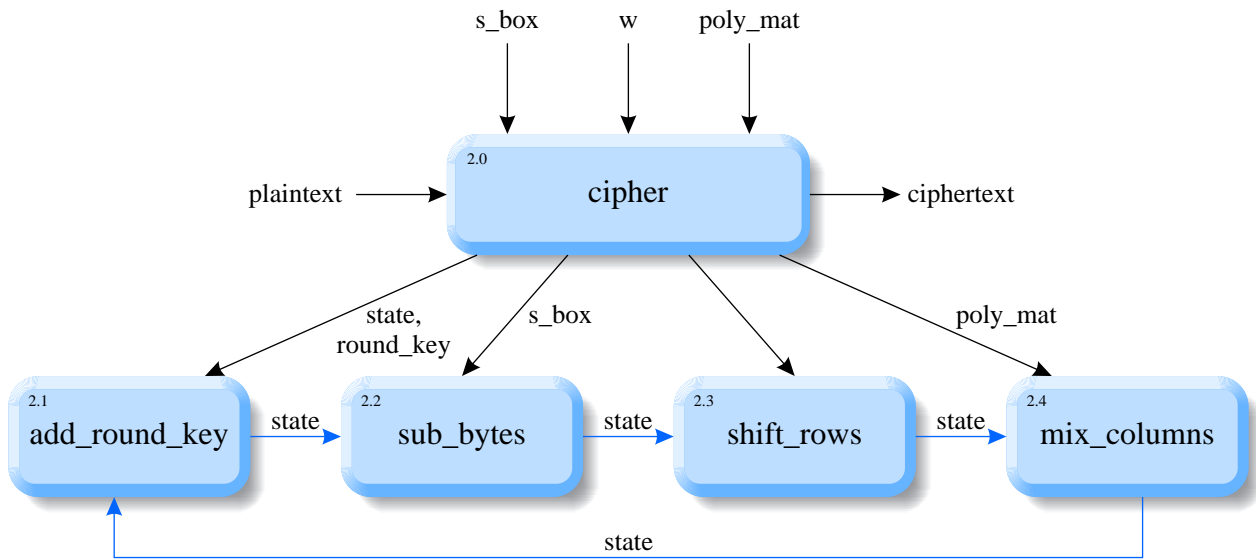 s_box
w
poly_mat
2.0
plaintext
cipher
ciphertext
state,
round_key
s_box
poly_mat
2.1
add_round_key
state
2.2
sub_bytes
state
2.3
shift_rows
state
2.4
mix_columns
state